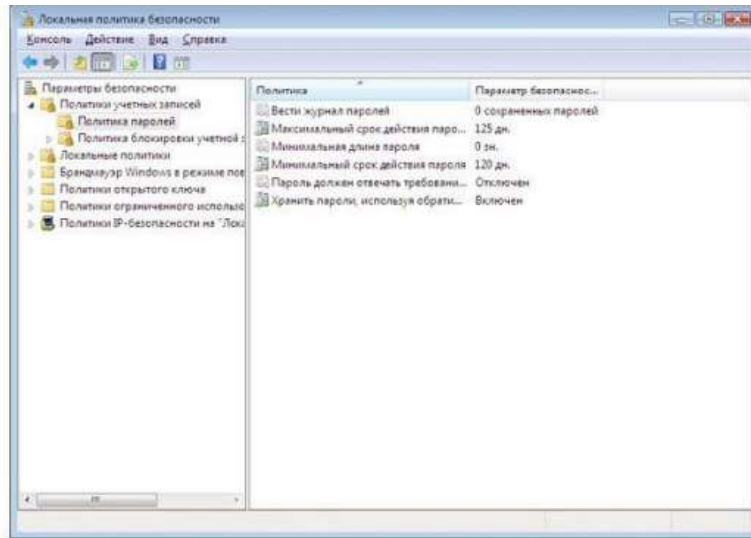 Локальная политика безопасности
Консоль Действие Вид Справка
Параметры безопасности
Политики учетных записей
Политика паролей
Политика блокировки учетной з
Локальные политики
Брандмауэр Windows в режиме пов
Политики открытого ключа
Политики ограниченного использо
Политики IP-безопасности на "Лока
Политика Параметр безопаснос...
Вести журнал паролей 0 сохраненных паролей
Максимальный срок действия паро... 125 дн.
Минимальная длина пароля 0 зн.
Минимальный срок действия пароля 120 дн.
Пароль должен отвечать требовани... Отключен
Хранить пароли, используя обрати... Включен